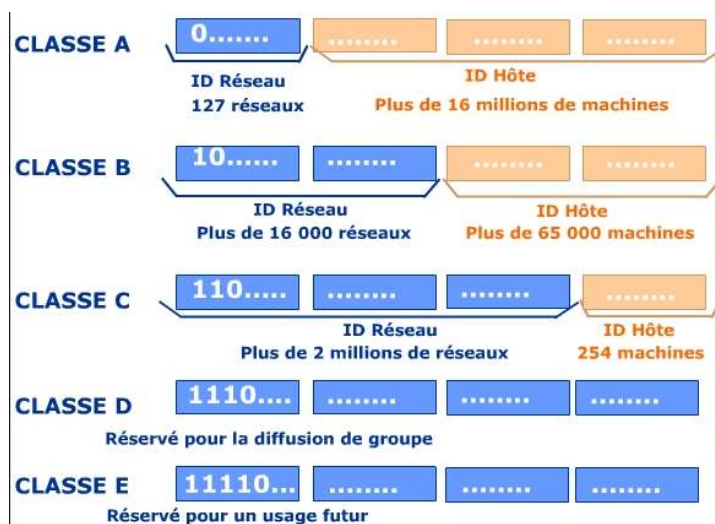 CLASSE A 0....... ........ ........ ........
ID Réseau ID Hôte
127 réseaux Plus de 16 millions de machines
CLASSE B 10...... ........ ........ ........
ID Réseau ID Hôte
Plus de 16 000 réseaux Plus de 65 000 machines
CLASSE C 110..... ........ ........ ........
ID Réseau ID Hôte
Plus de 2 millions de réseaux 254 machines
CLASSE D 1110.... ........ ........ ........
Réservé pour la diffusion de groupe
CLASSE E 11110... ........ ........ ........
Réservé pour un usage futur